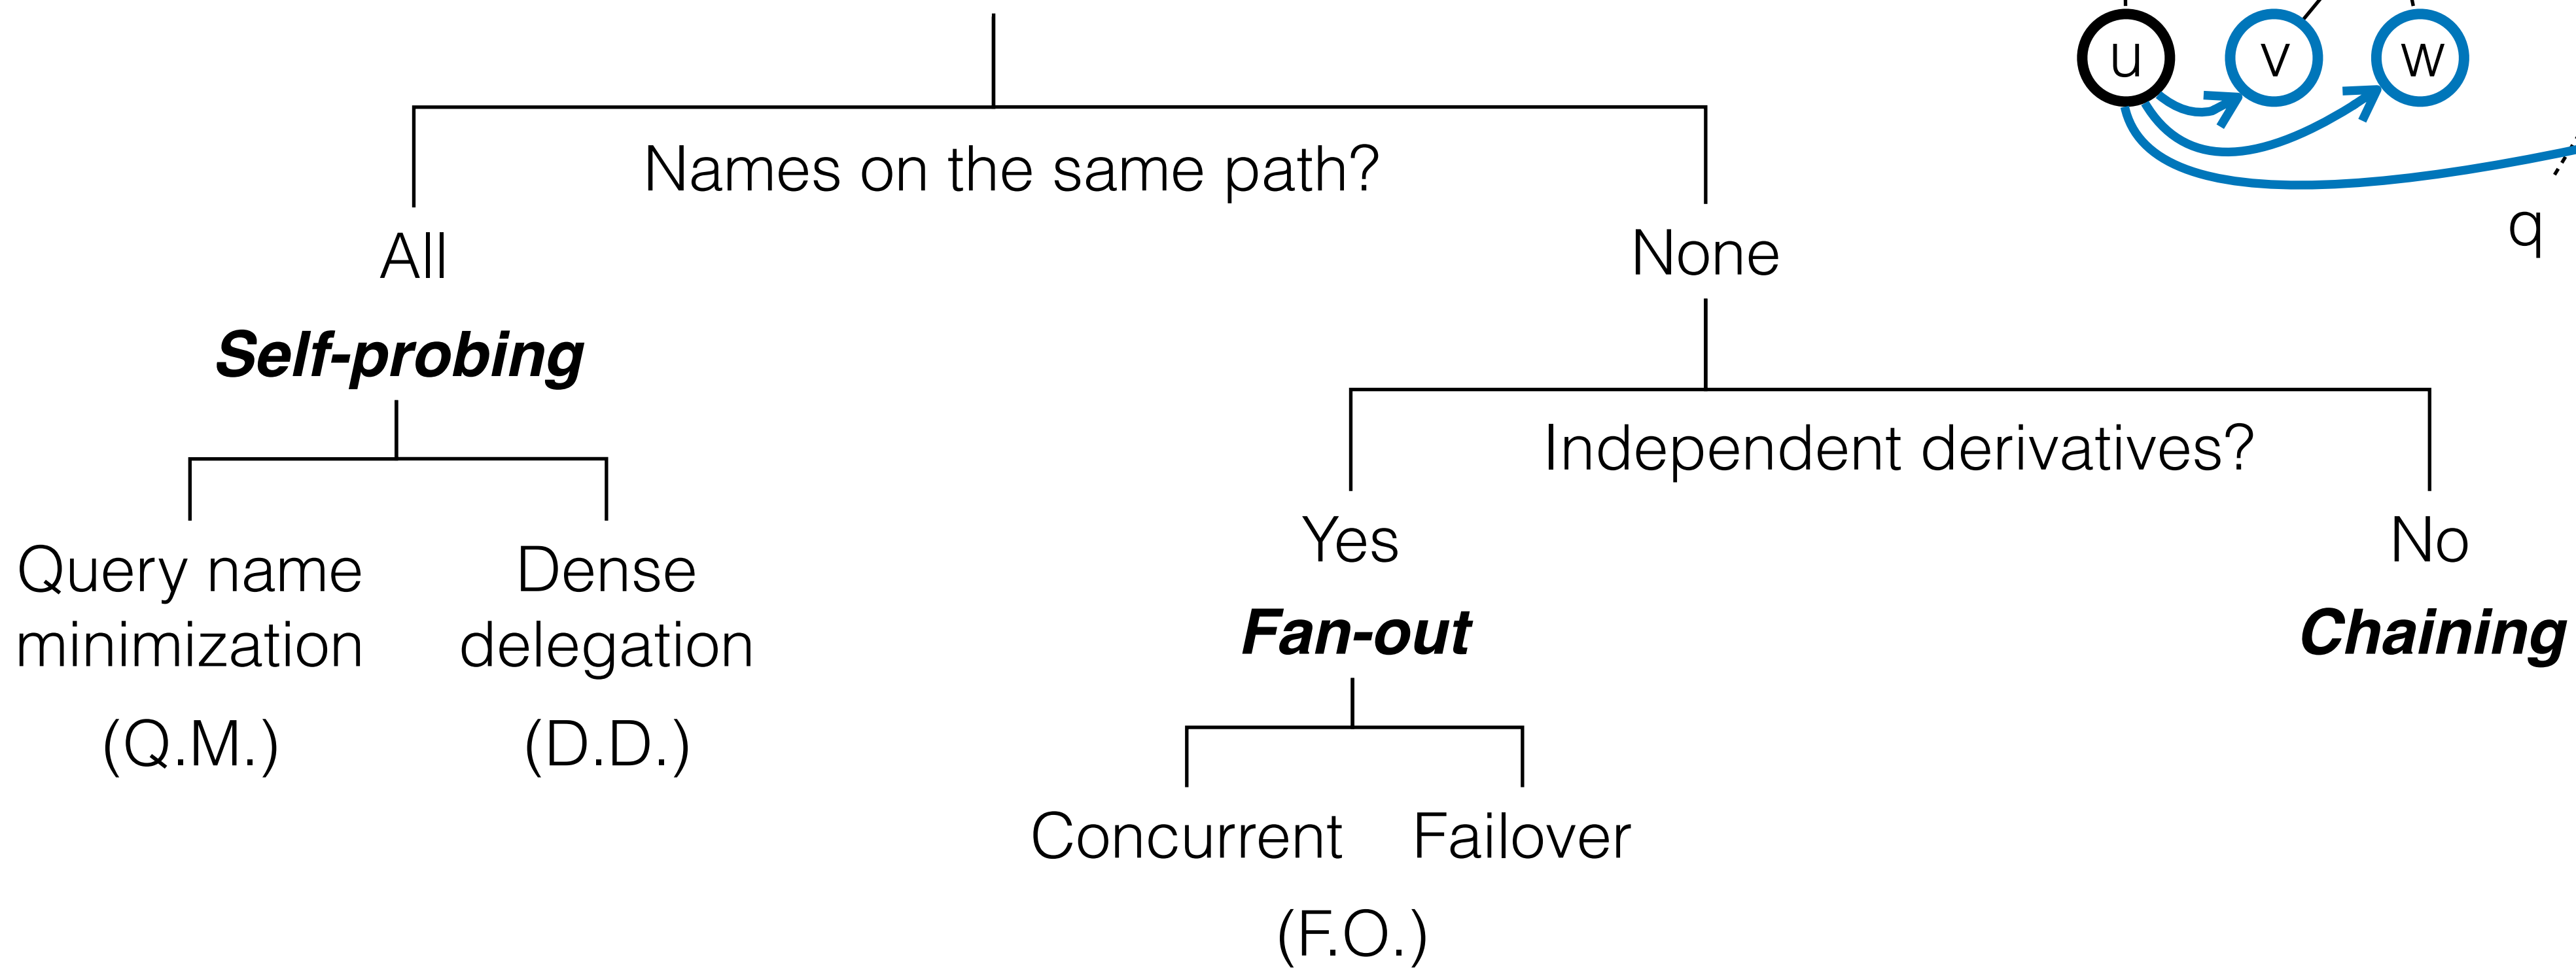 u v w
q
Names on the same path?
All
None
Self-probing
Independent derivatives?
Query name
minimization
(Q.M.)
Dense
delegation
(D.D.)
Yes
No
Fan-out
Chaining
Concurrent
Failover
(F.O.)